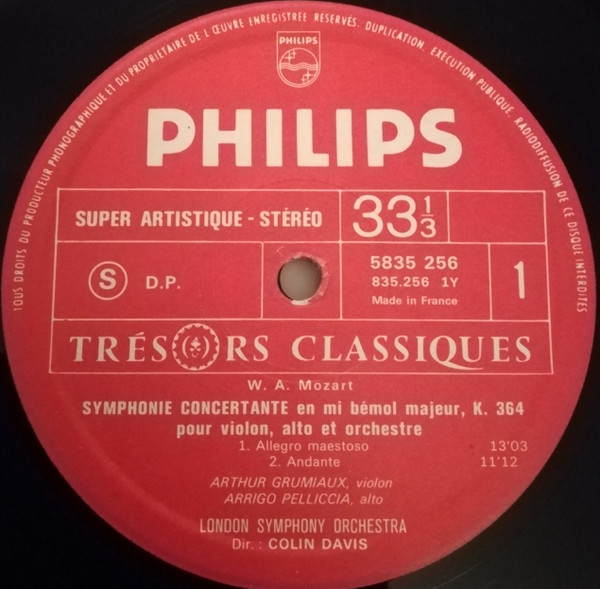 TOUS DROITS DU PRODUCTEUR PHONOGRAPHIQUE ET DU PROPRIÉTAIRE DE L'ŒUVRE ENREGISTRÉE RÉSERVÉS. DUPLICATION, EXÉCUTION PUBLIQUE, RADIODIFFUSION DE CE DISQUE INTERDITES
PHILIPS
PHILIPS
SUPER ARTISTIQUE - STÉRÉO
33 1/3
S D.P.
5835 256
835.256 1Y
Made in France
1
TRÉSORS CLASSIQUES
W. A. Mozart
SYMPHONIE CONCERTANTE en mi bémol majeur, K. 364
pour violon, alto et orchestre
1. Allegro maestoso 13'03
2. Andante 11'12
ARTHUR GRUMIAUX, violon
ARRIGO PELLICCIA, alto
LONDON SYMPHONY ORCHESTRA
Dir. : COLIN DAVIS